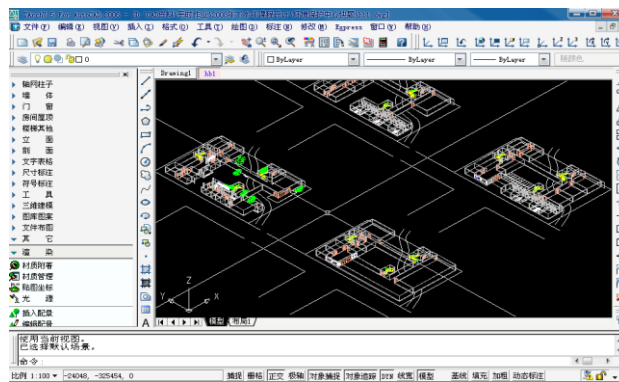 文件(F) 编辑(E) 视图(V) 插入(I) 格式(O) 工具(T) 绘图(D) 标注(N) 修改(M) Express 窗口(W) 帮助(H)
0 ByLayer ByLayer ByLayer 随颜色
Drawing1 hb1
轴网柱子
墙 体
门 窗
房间屋顶
楼梯其他
立 面
剖 面
文字表格
尺寸标注
符号标注
工 具
三维建模
图库图案
文件布图
其 它
渲 染
材质附着
材质管理
贴图坐标
光 源
插入配景
编辑配景
Z
Y X
模型 布局1
使用当前视图。
已选择默认场景。
命令:
比例 1:100 -24048, -325454, 0 捕捉 栅格 正交 极轴 对象捕捉 对象追踪 DYN 线宽 模型 基线 填充 加粗 动态标注